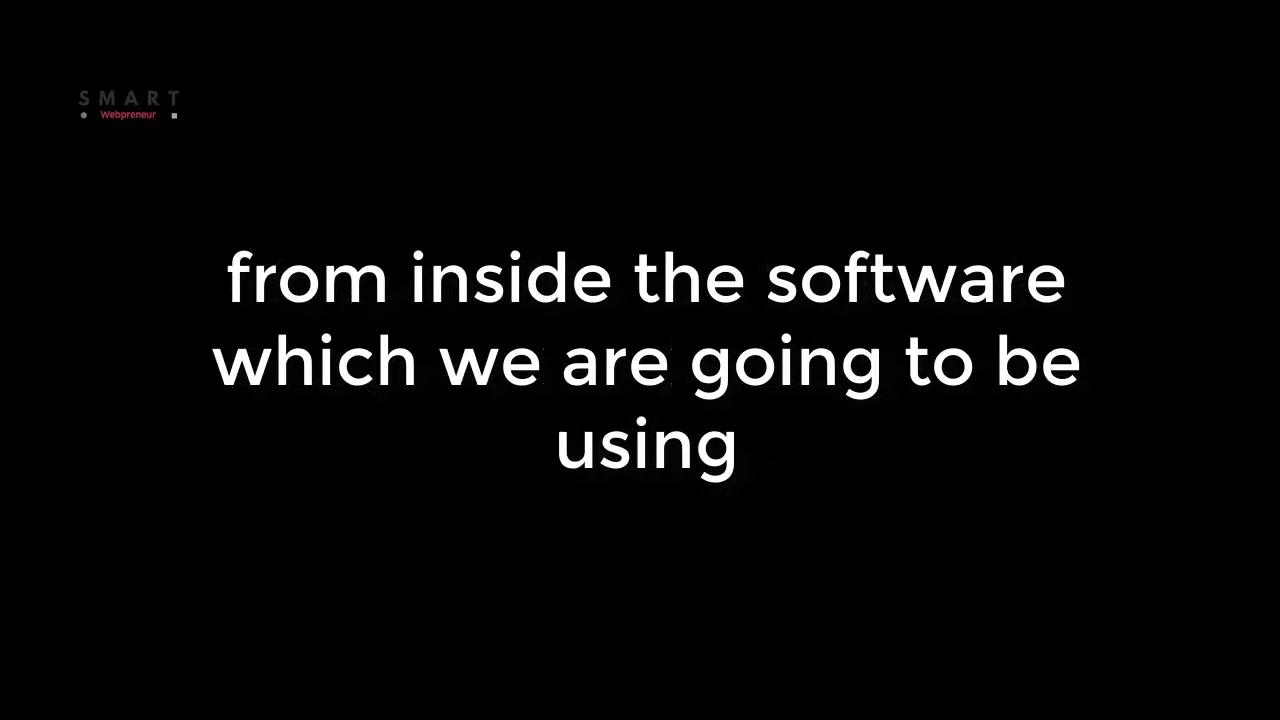 SMART
Webpreneur
from inside the software
which we are going to be
using